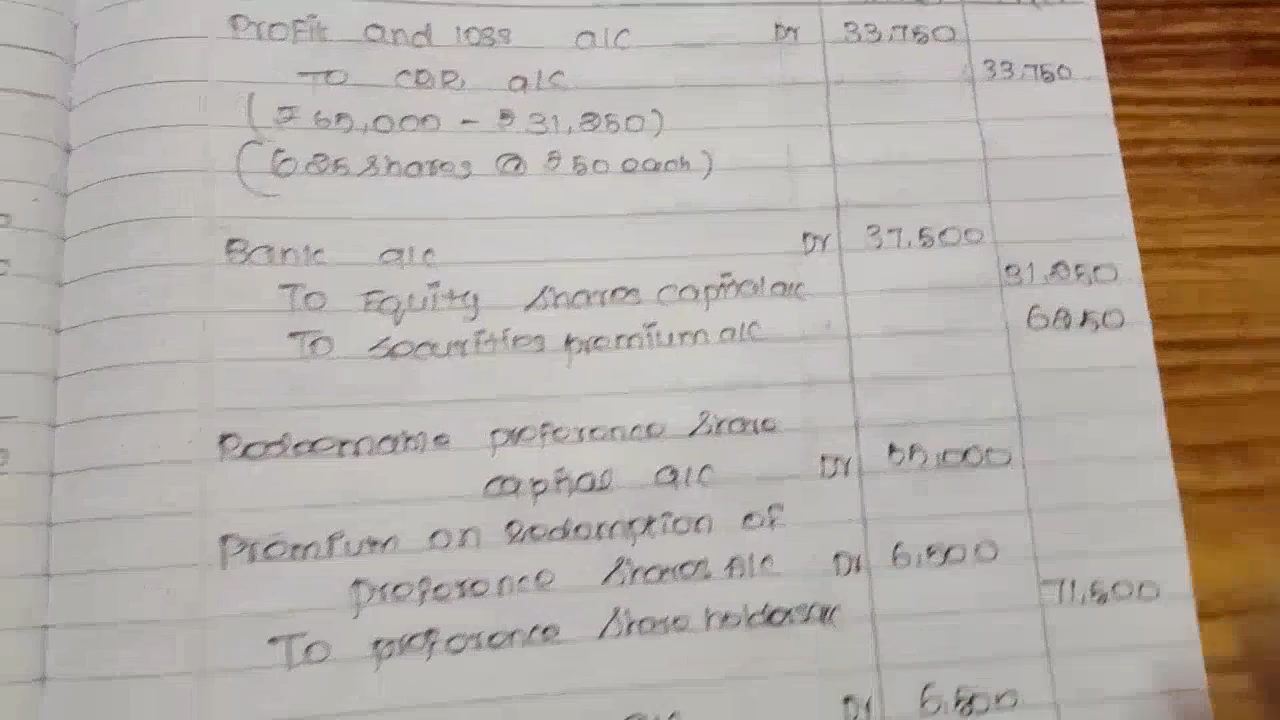 Profit and loss a/c Dr 33,750
To CRR a/c 33,750
(₹65,000 - ₹31,250)
(625 shares @ ₹50 each)
Bank a/c Dr 37,500
To Equity shares capital a/c 31,250
To securities premium a/c 6250
Redeemable preference share
capital a/c Dr 65,000
Premium on redemption of
preference shares A/c Dr 6,500
71,500
To preference share holders a/c
a/c Dr 6,500